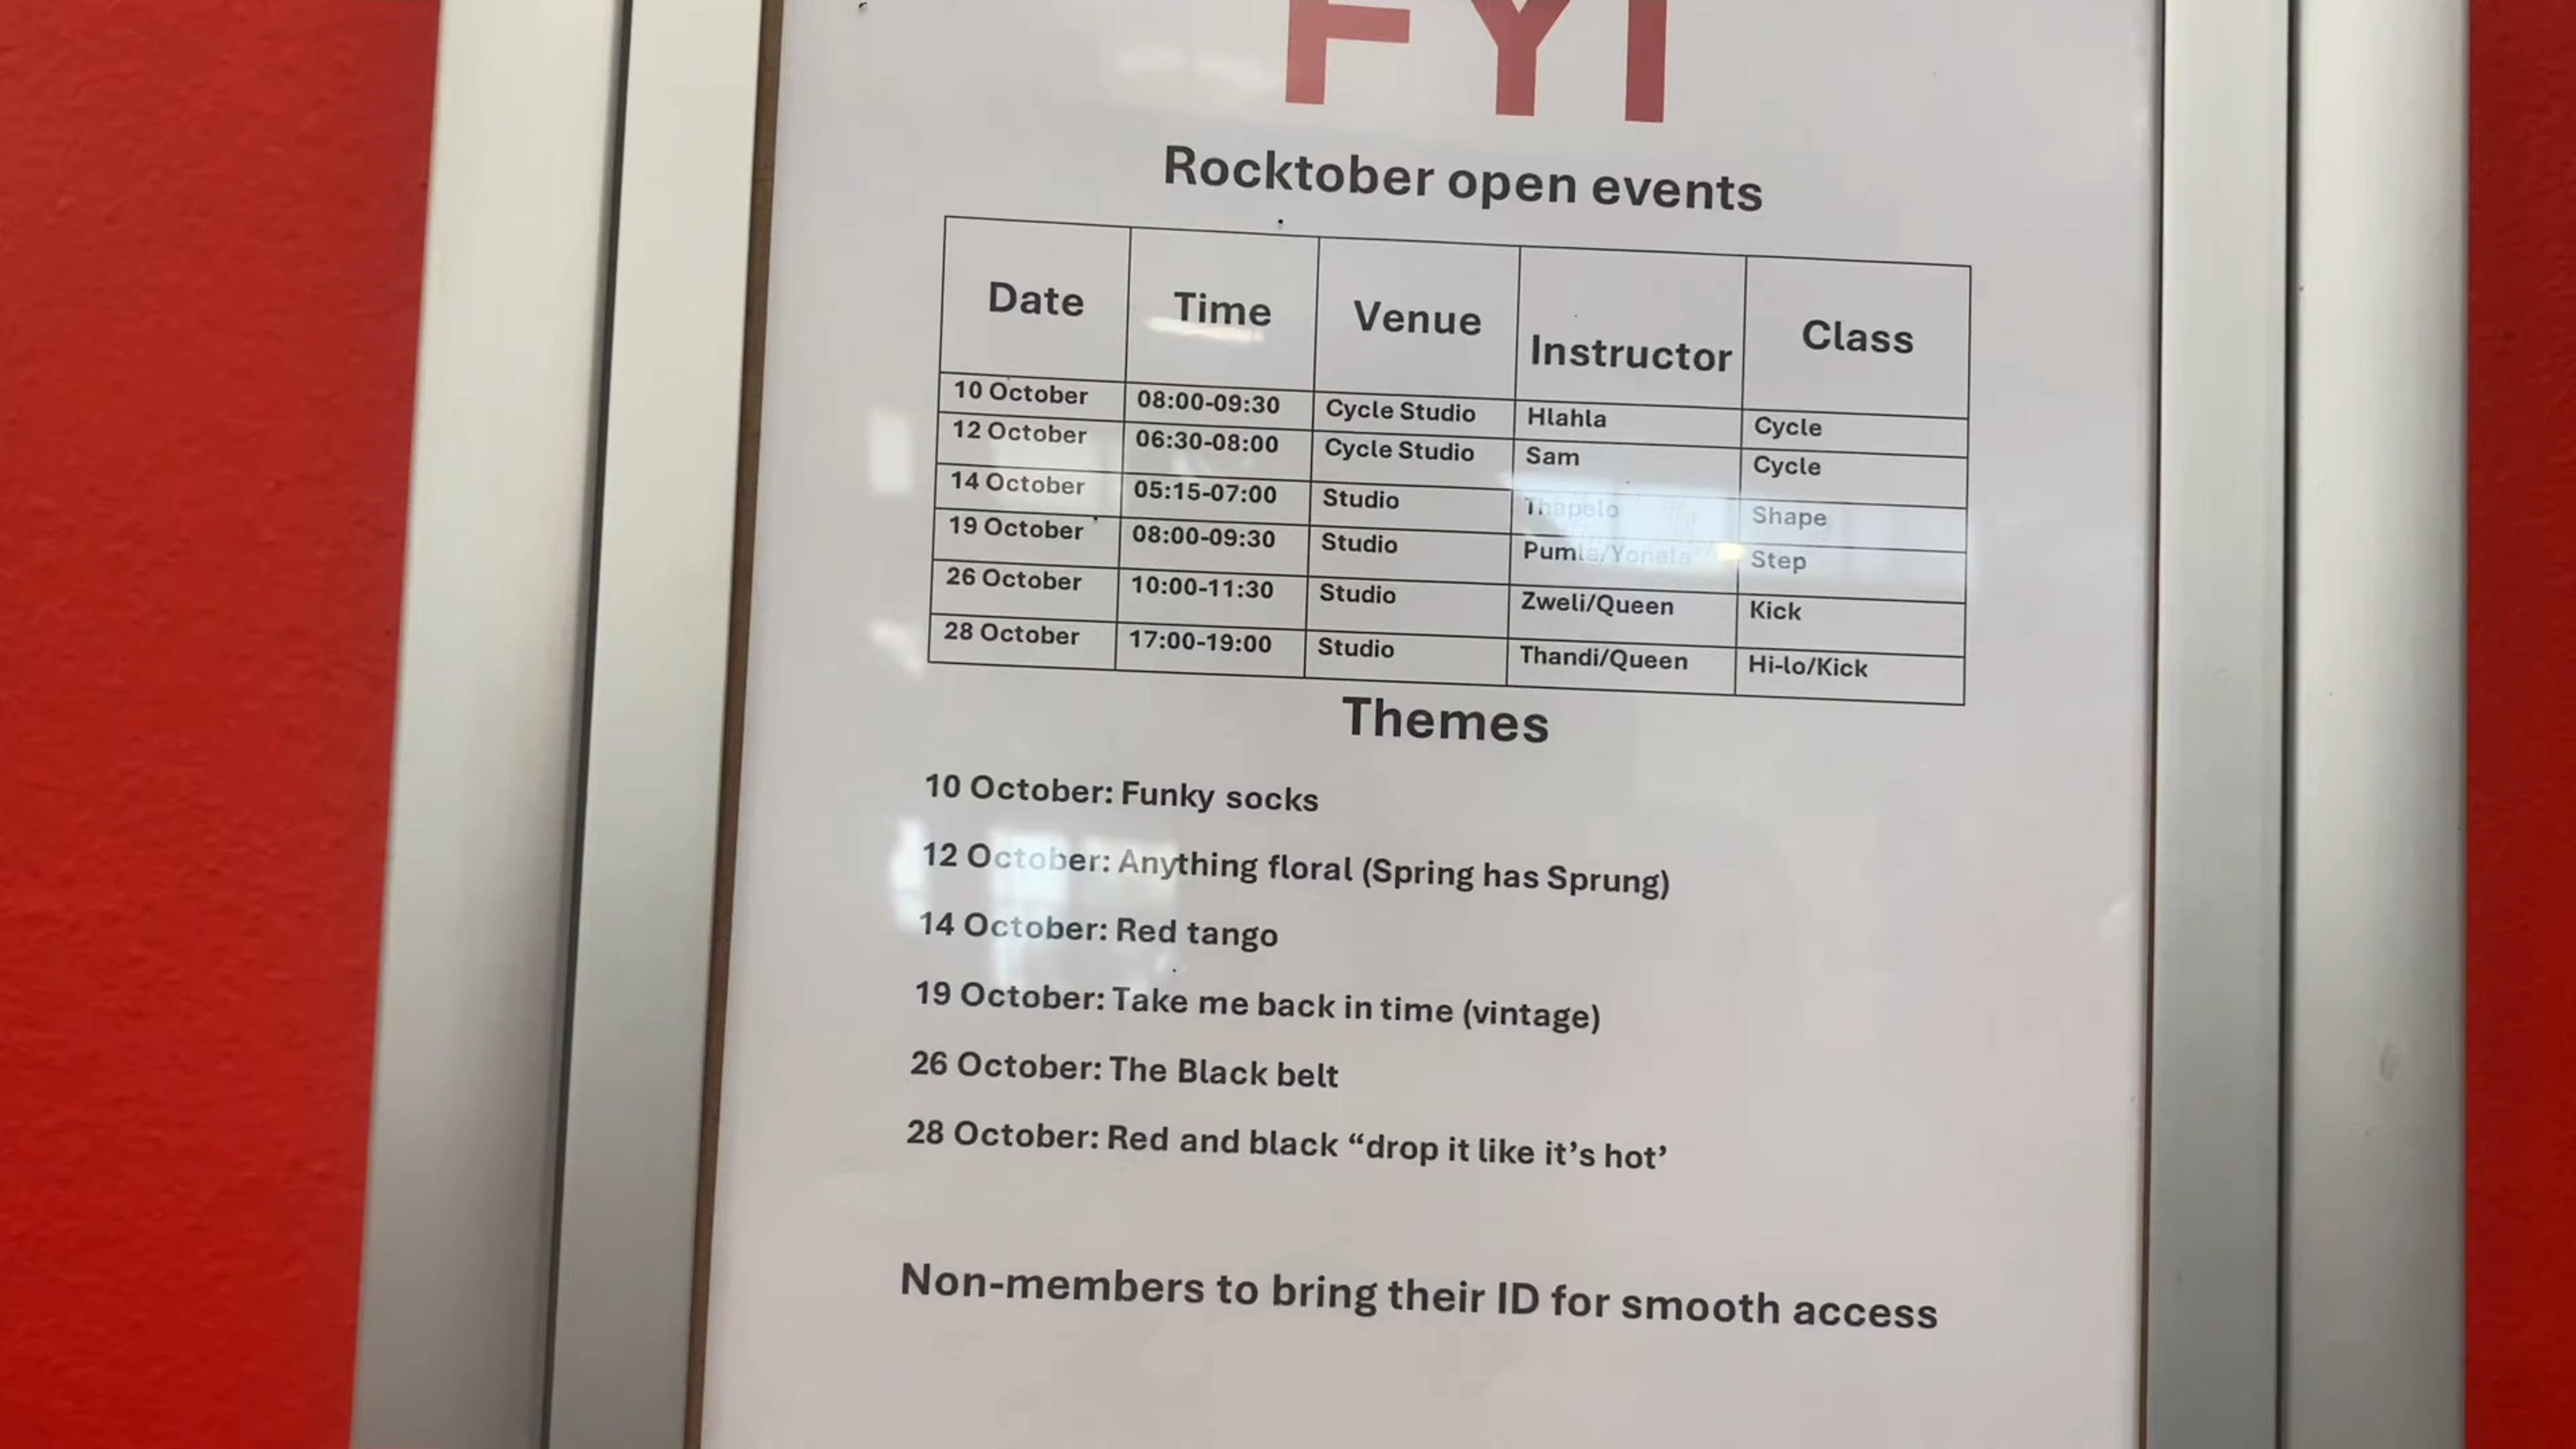 FYI
Rocktober open events
Date Time Venue Instructor Class
10 October 08:00-09:30 Cycle Studio Hlahla Cycle
12 October 06:30-08:00 Cycle Studio Sam Cycle
14 October 05:15-07:00 Studio Thapelo Shape
19 October 08:00-09:30 Studio Pumla/Yonela Step
26 October 10:00-11:30 Studio Zweli/Queen Kick
28 October 17:00-19:00 Studio Thandi/Queen Hi-lo/Kick
Themes
10 October: Funky socks
12 October: Anything floral (Spring has Sprung)
14 October: Red tango
19 October: Take me back in time (vintage)
26 October: The Black belt
28 October: Red and black “drop it like it’s hot’
Non-members to bring their ID for smooth access